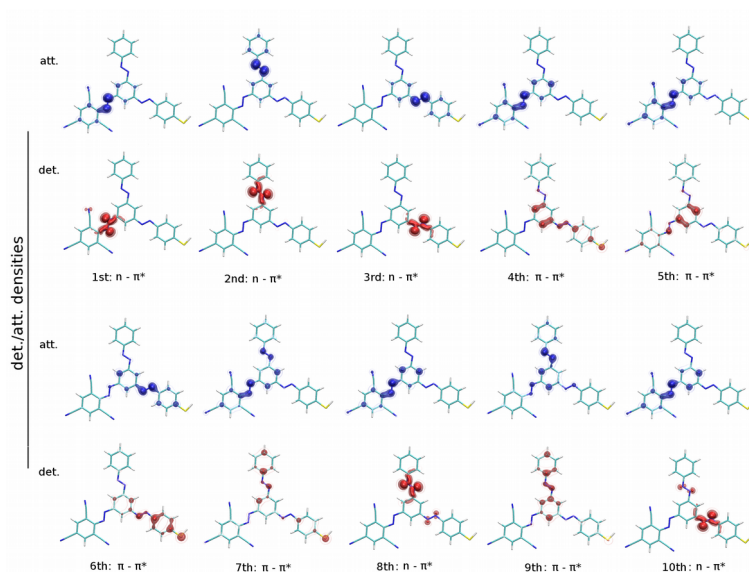 att.
det.
1st: n - π* 2nd: n - π* 3rd: n - π* 4th: π - π* 5th: π - π*
det./att. densities
att.
det.
6th: π - π* 7th: π - π* 8th: n - π* 9th: π - π* 10th: n - π*